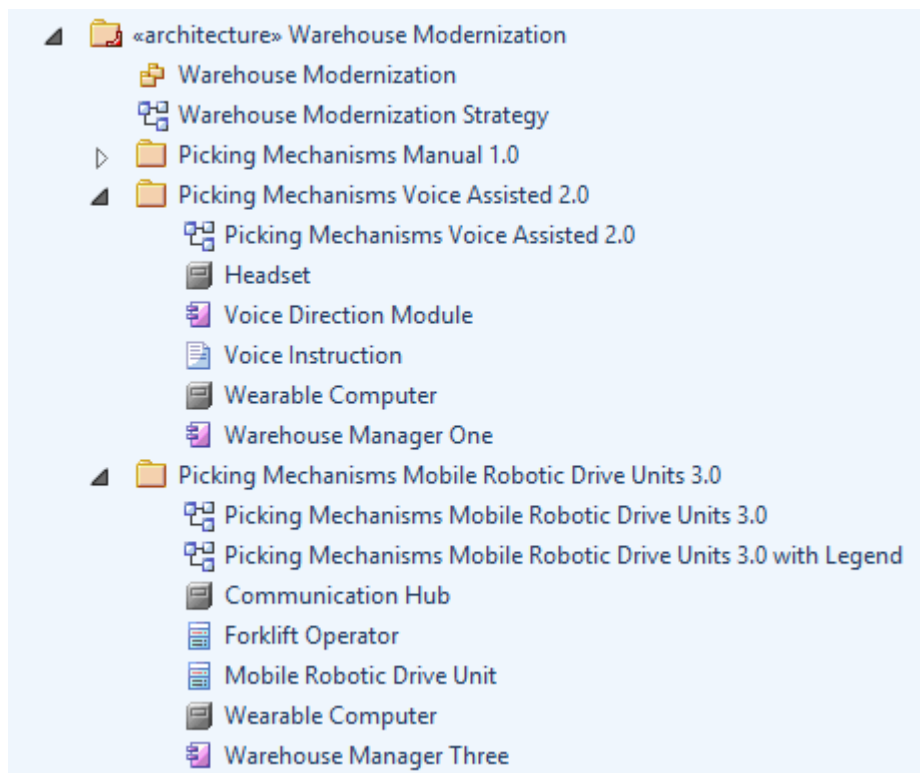 «architecture» Warehouse Modernization
Warehouse Modernization
Warehouse Modernization Strategy
Picking Mechanisms Manual 1.0
Picking Mechanisms Voice Assisted 2.0
Picking Mechanisms Voice Assisted 2.0
Headset
Voice Direction Module
Voice Instruction
Wearable Computer
Warehouse Manager One
Picking Mechanisms Mobile Robotic Drive Units 3.0
Picking Mechanisms Mobile Robotic Drive Units 3.0
Picking Mechanisms Mobile Robotic Drive Units 3.0 with Legend
Communication Hub
Forklift Operator
Mobile Robotic Drive Unit
Wearable Computer
Warehouse Manager Three